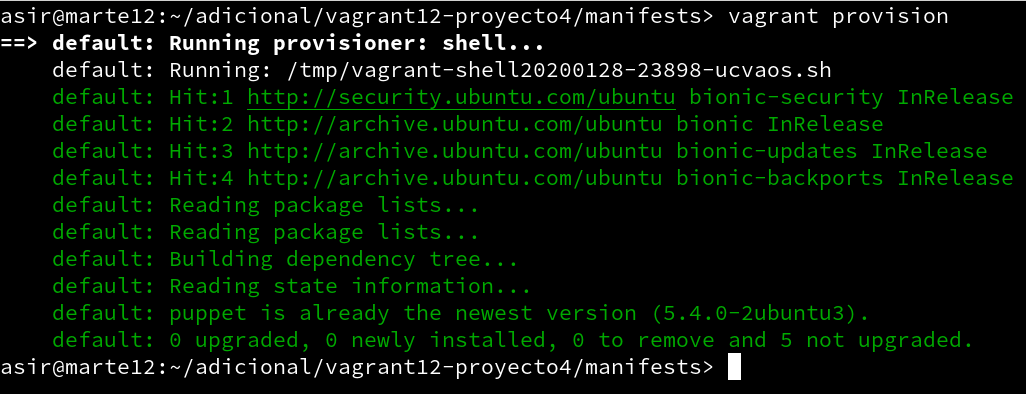 asir@marte12:~/adicional/vagrant12-proyecto4/manifests> vagrant provision
==> default: Running provisioner: shell...
    default: Running: /tmp/vagrant-shell20200128-23898-ucvaos.sh
    default: Hit:1 http://security.ubuntu.com/ubuntu bionic-security InRelease
    default: Hit:2 http://archive.ubuntu.com/ubuntu bionic InRelease
    default: Hit:3 http://archive.ubuntu.com/ubuntu bionic-updates InRelease
    default: Hit:4 http://archive.ubuntu.com/ubuntu bionic-backports InRelease
    default: Reading package lists...
    default: Reading package lists...
    default: Building dependency tree...
    default: Reading state information...
    default: puppet is already the newest version (5.4.0-2ubuntu3).
    default: 0 upgraded, 0 newly installed, 0 to remove and 5 not upgraded.
asir@marte12:~/adicional/vagrant12-proyecto4/manifests>